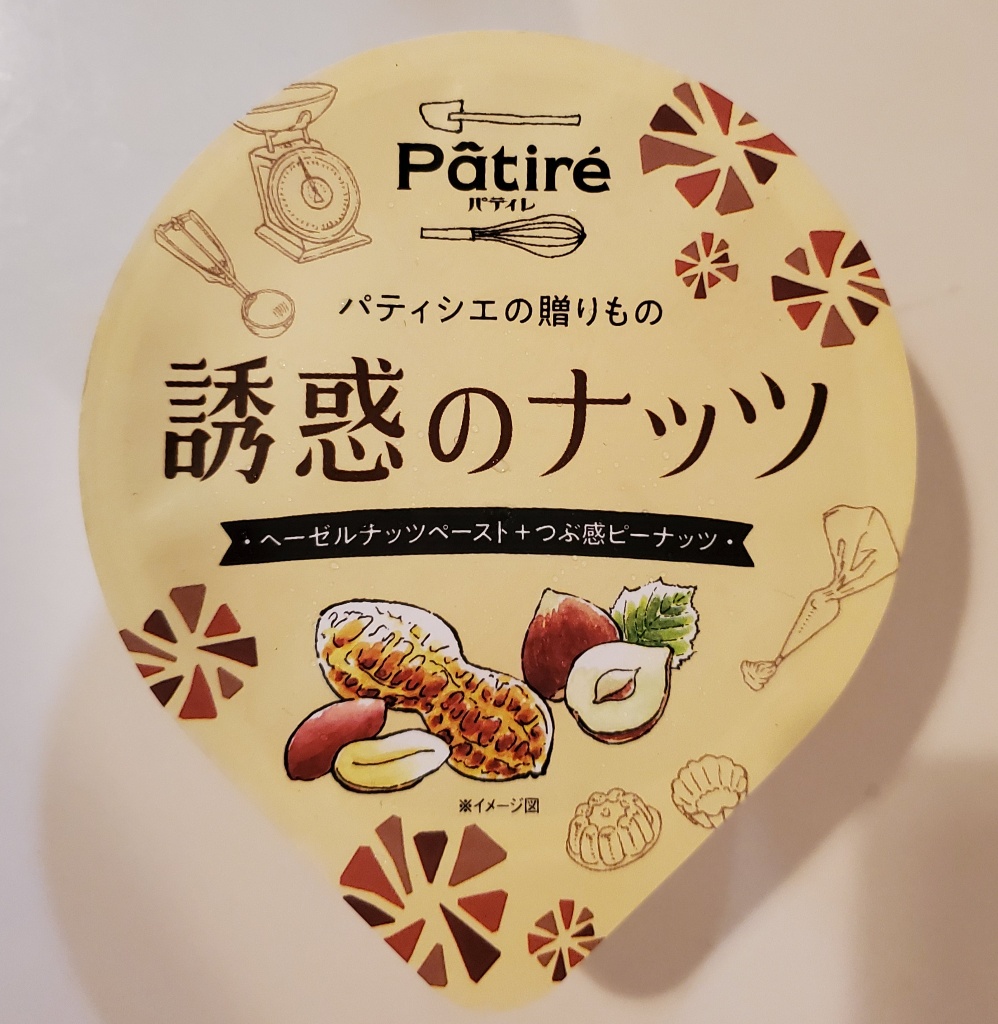 Pâtiré
パティレ
パティシエの贈りもの
誘惑のナッツ
・ヘーゼルナッツペースト+つぶ感ピーナッツ・
※イメージ図